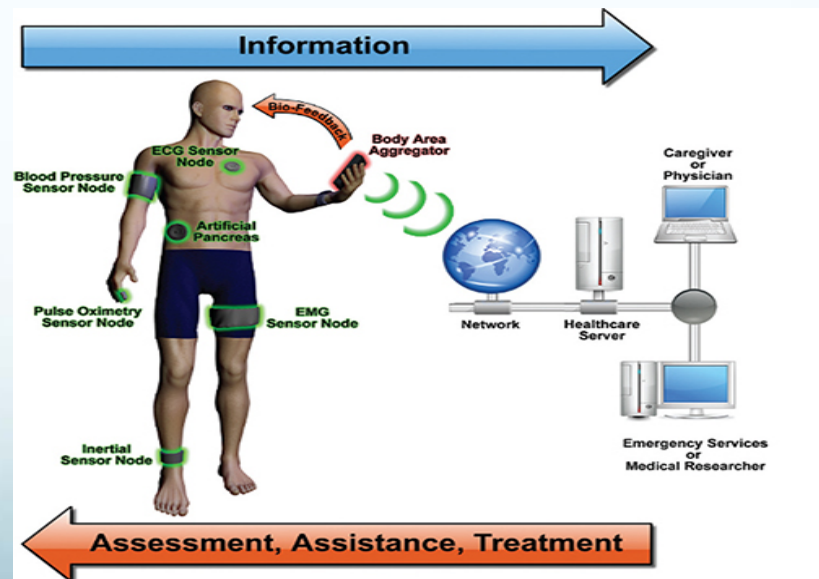 Information
Bio-Feedback
ECG Sensor
Node
Body Area
Aggregator
Blood Pressure
Sensor Node
Artificial
Pancreas
Pulse Oximetry
Sensor Node
EMG
Sensor Node
Inertial
Sensor Node
Caregiver
or
Physician
Network
Healthcare
Server
Emergency Services
or
Medical Researcher
Assessment, Assistance, Treatment